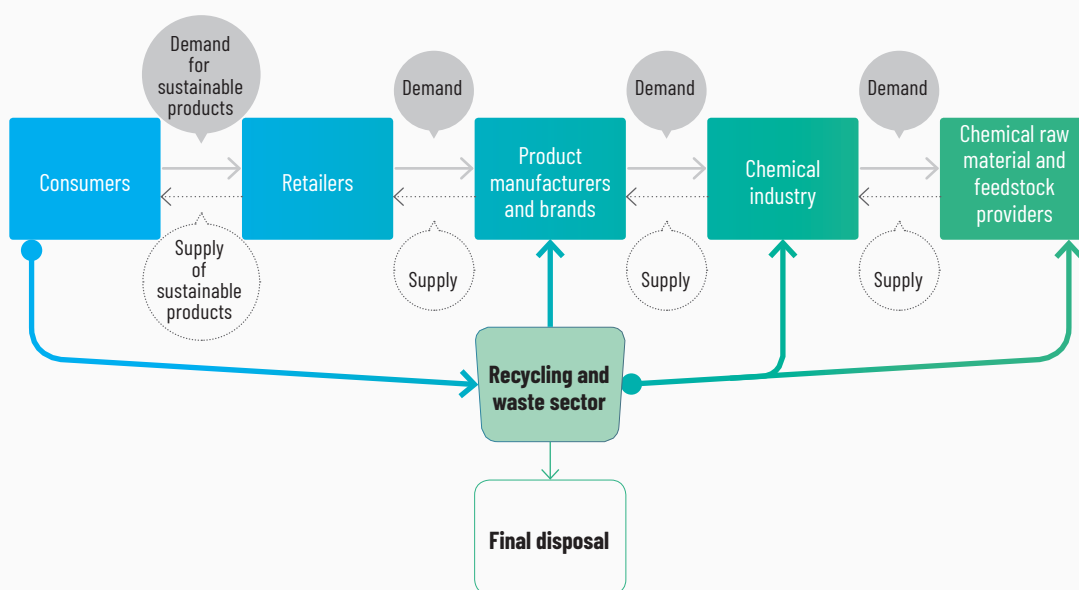 Demand
for
sustainable
products
Demand
Demand
Demand
Consumers
Retailers
Product
manufacturers
and brands
Chemical
industry
Chemical raw
material and
feedstock
providers
Supply
of
sustainable
products
Supply
Supply
Supply
Recycling and
waste sector
Final disposal